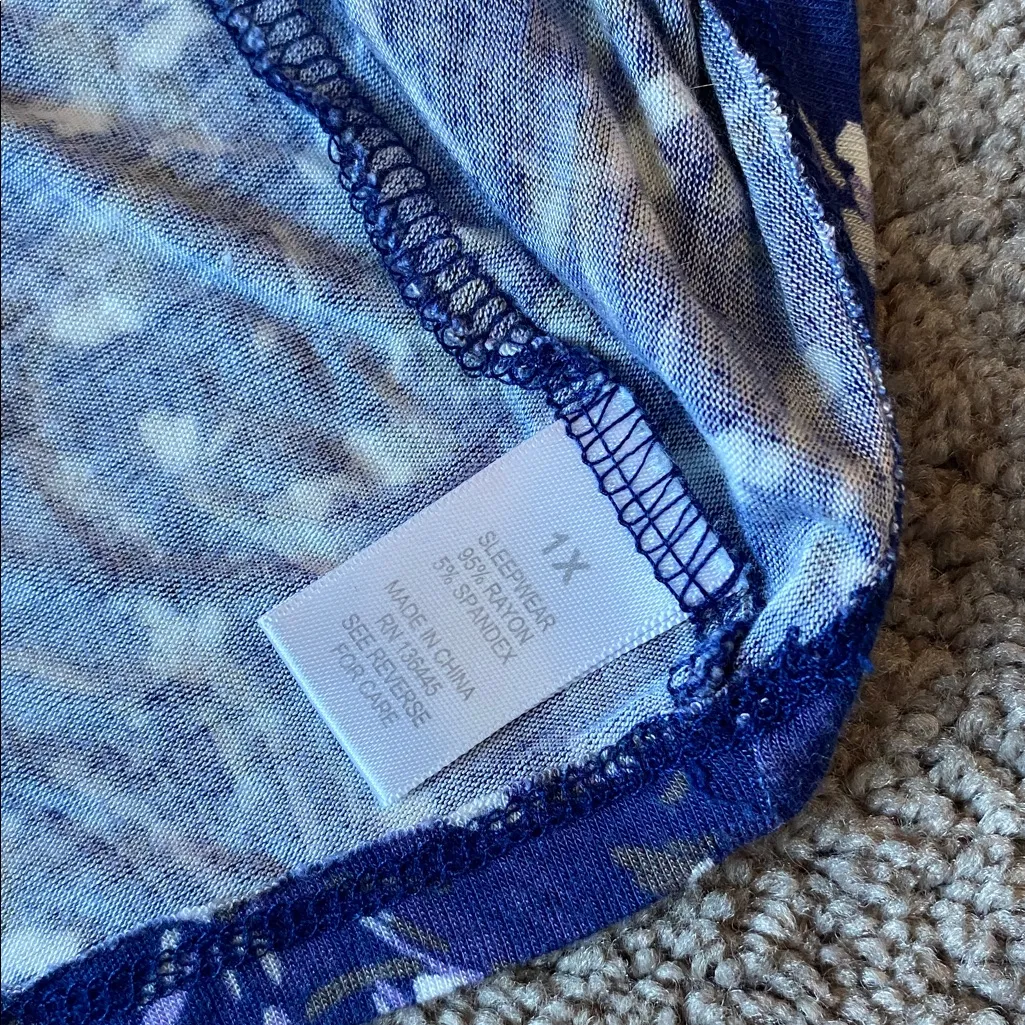 1X
SLEEPWEAR
95% RAYON
5% SPANDEX
MADE IN CHINA
RN 136445
SEE REVERSE
FOR CARE